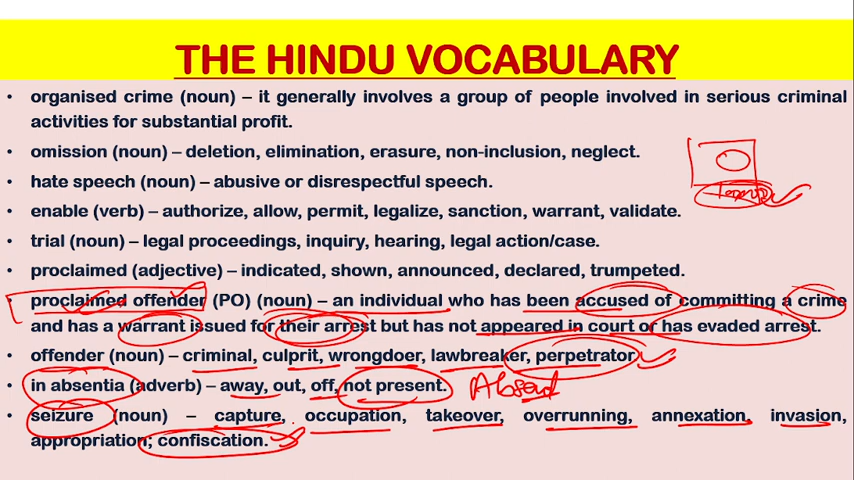 THE HINDU VOCABULARY
• organised crime (noun) – it generally involves a group of people involved in serious criminal
activities for substantial profit.
• omission (noun) – deletion, elimination, erasure, non-inclusion, neglect.
• hate speech (noun) – abusive or disrespectful speech.
• enable (verb) – authorize, allow, permit, legalize, sanction, warrant, validate.
• trial (noun) – legal proceedings, inquiry, hearing, legal action/case.
• proclaimed (adjective) – indicated, shown, announced, declared, trumpeted.
• proclaimed offender (PO) (noun) – an individual who has been accused of committing a crime
and has a warrant issued for their arrest but has not appeared in court or has evaded arrest.
• offender (noun) – criminal, culprit, wrongdoer, lawbreaker, perpetrator.
• in absentia (adverb) – away, out, off, not present. Absent
• seizure (noun) – capture, occupation, takeover, overrunning, annexation, invasion,
appropriation; confiscation.